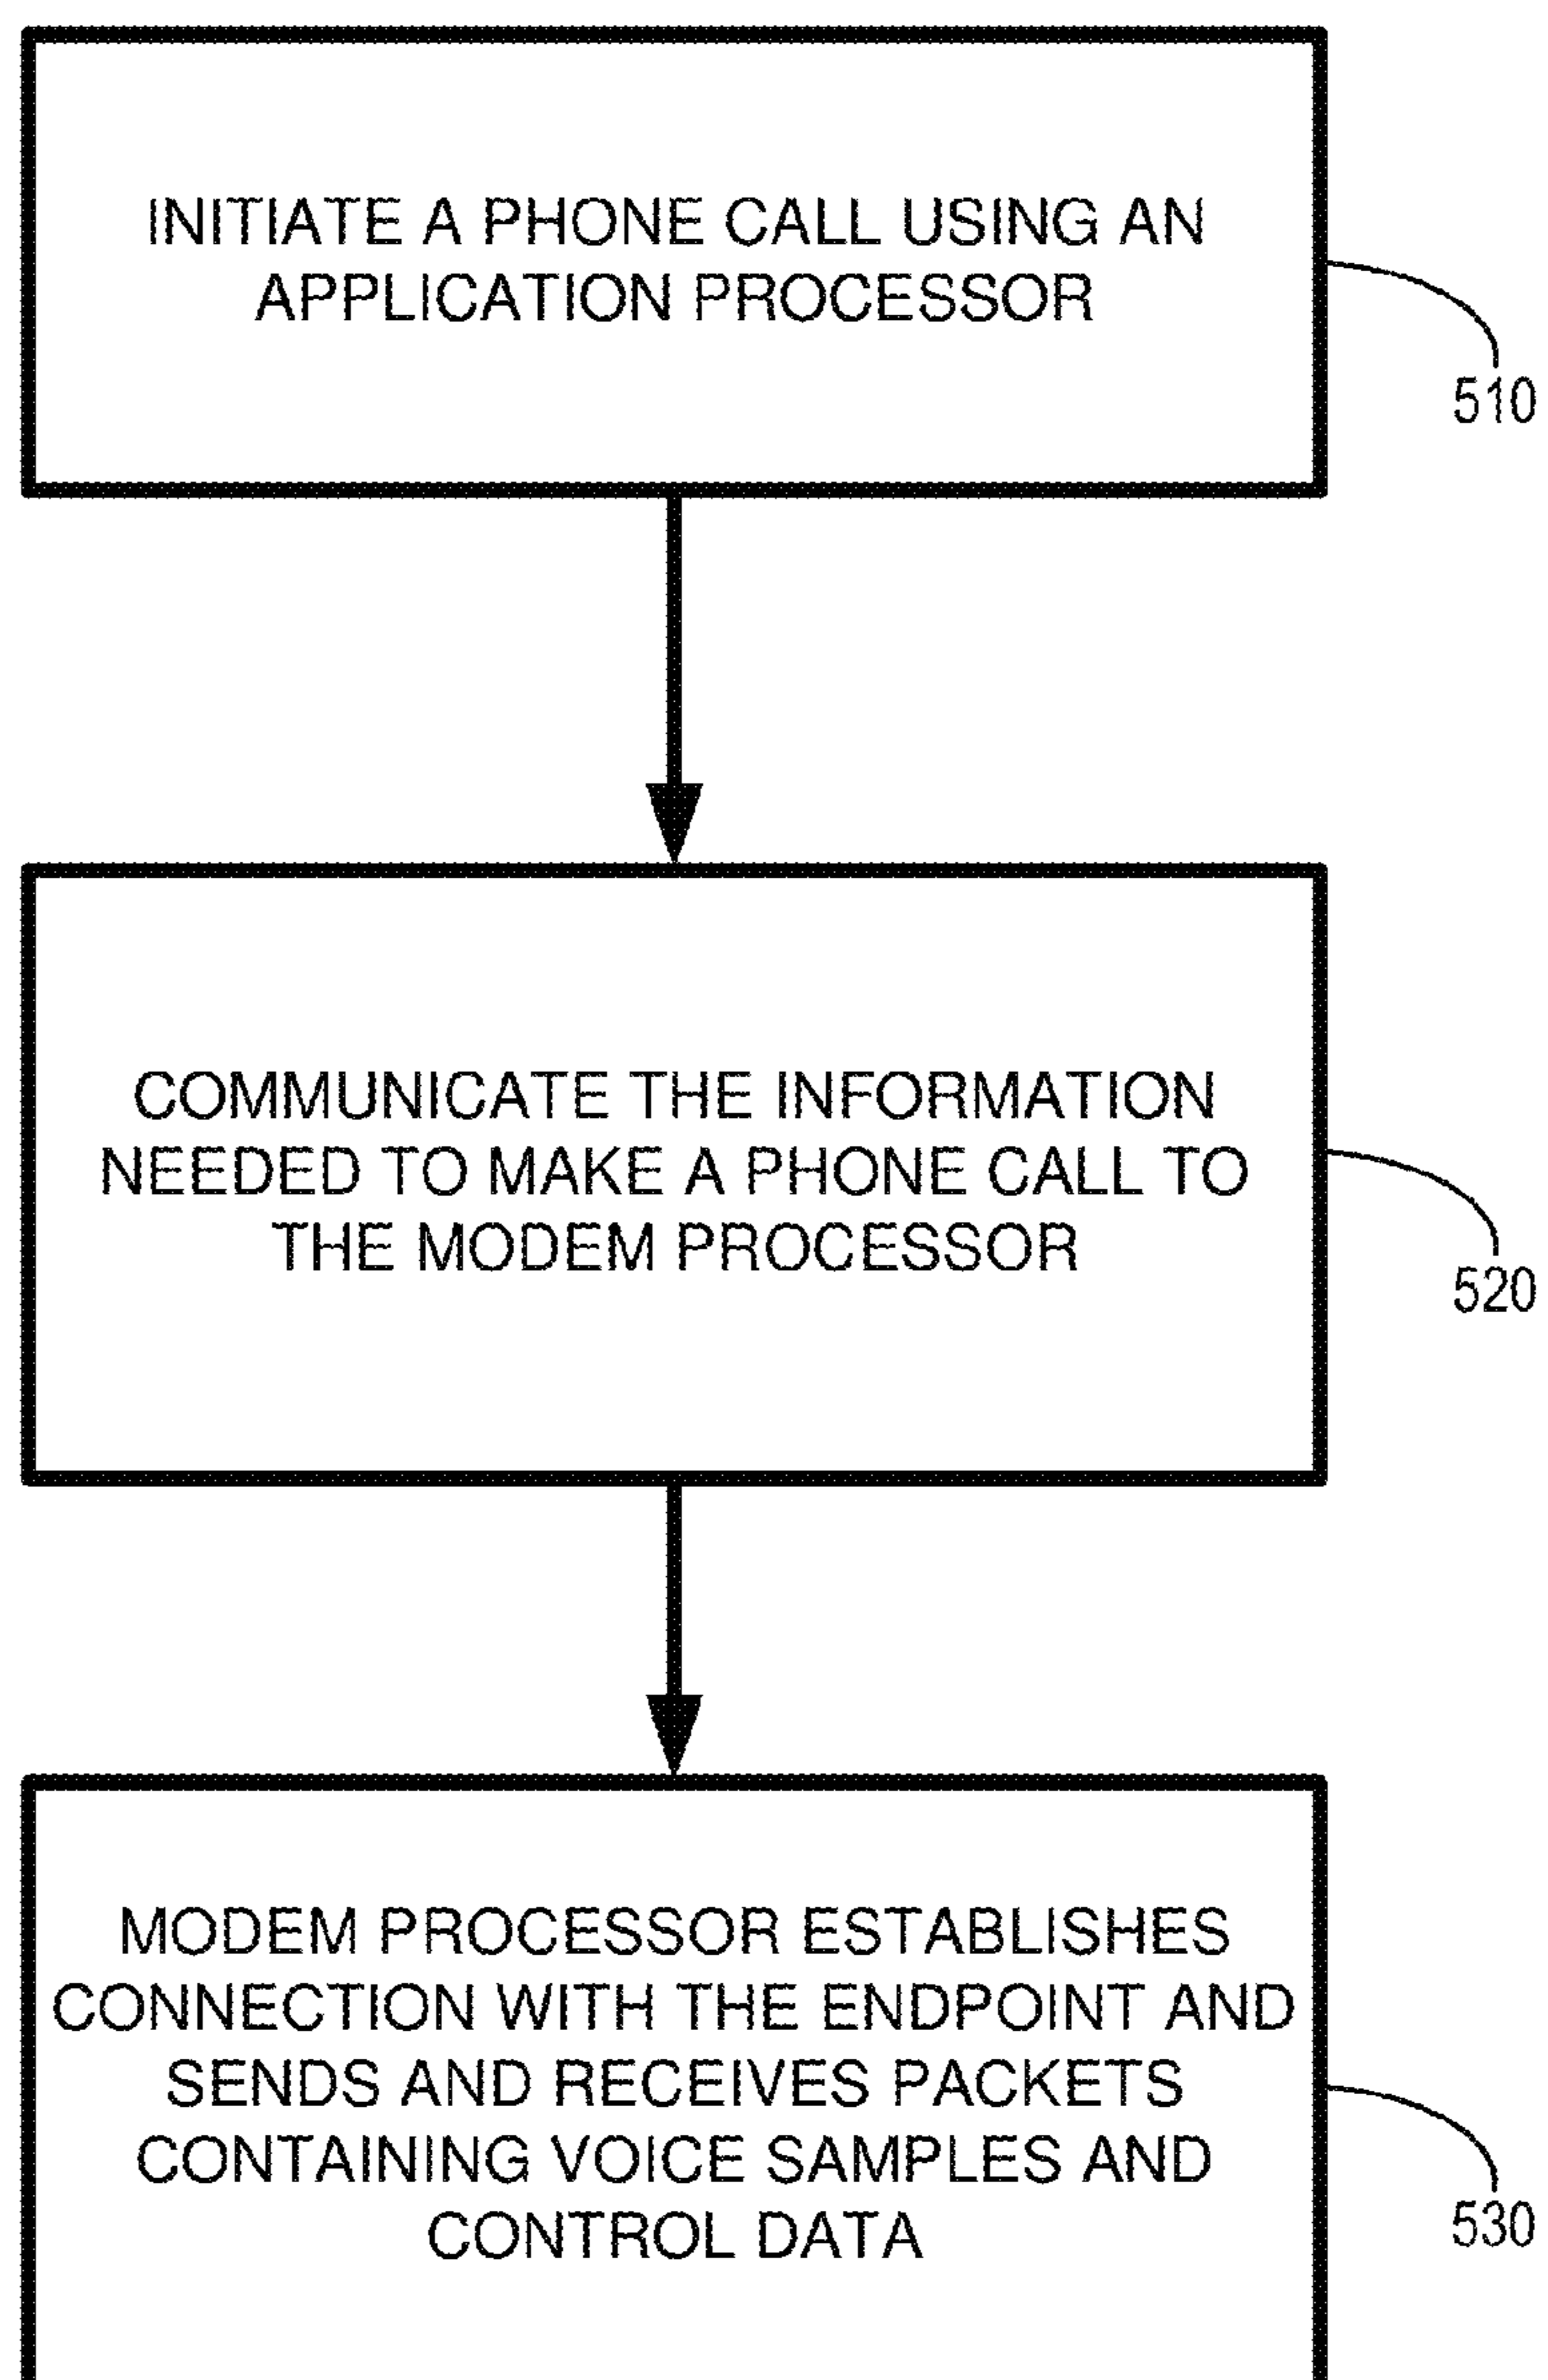 INITIATE A PHONE CALL USING AN
APPLICATION PROCESSOR
510
COMMUNICATE THE INFORMATION
NEEDED TO MAKE A PHONE CALL TO
THE MODEM PROCESSOR
520
MODEM PROCESSOR ESTABLISHES
CONNECTION WITH THE ENDPOINT AND
SENDS AND RECEIVES PACKETS
CONTAINING VOICE SAMPLES AND
CONTROL DATA
530